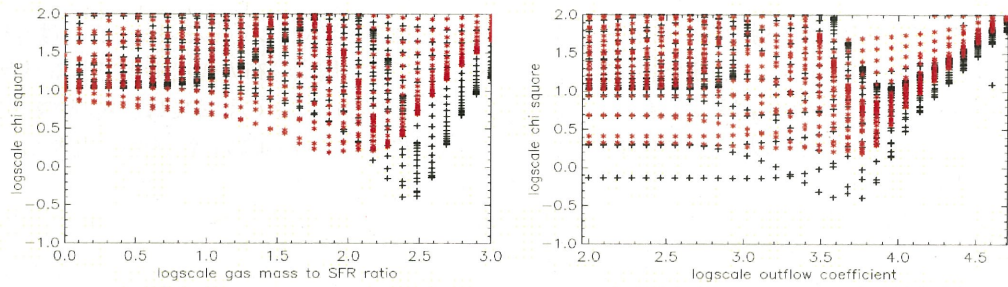 2.0
1.5
1.0
0.5
0.0
−0.5
−1.0
logscale chi square
0.0 0.5 1.0 1.5 2.0 2.5 3.0
logscale gas mass to SFR ratio
2.0
1.5
1.0
0.5
0.0
−0.5
−1.0
logscale chi square
2.0 2.5 3.0 3.5 4.0 4.5
logscale outflow coefficient